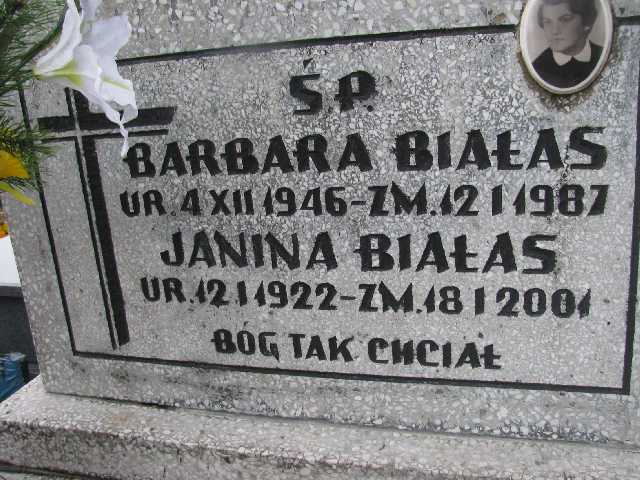 Ś.P.
BARBARA BIAŁAS
UR. 4 XII 1946 - ZM. 12 I 1987
JANINA BIAŁAS
UR. 12 I 1922 - ZM. 18 I 2001
BÓG TAK CHCIAŁ